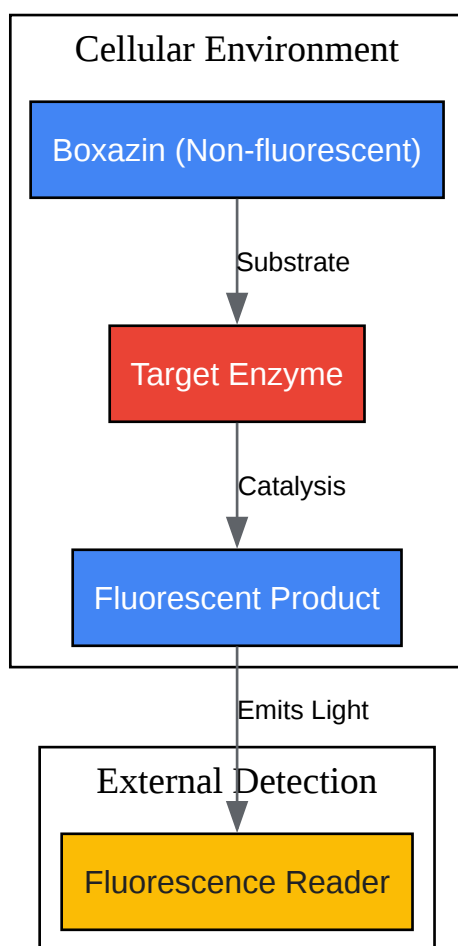 Cellular Environment
Boxazin (Non-fluorescent)
Substrate
Target Enzyme
Catalysis
Fluorescent Product
Emits Light
External Detection
Fluorescence Reader